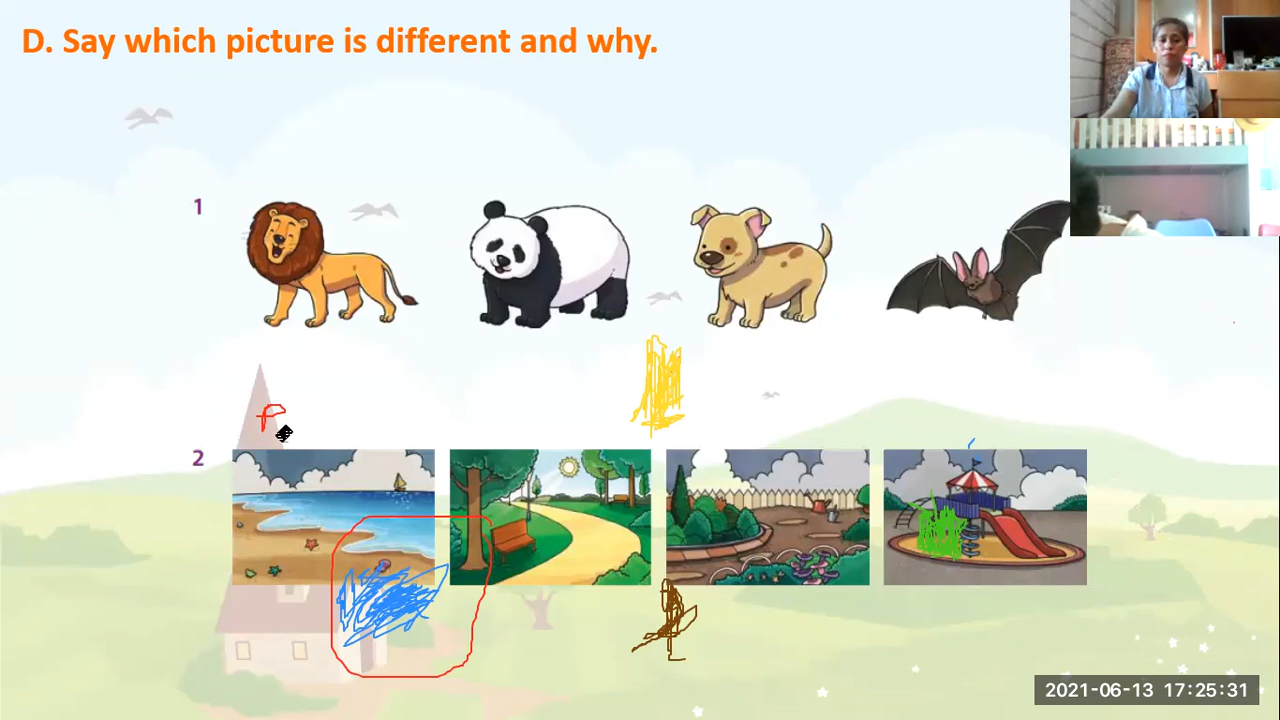 D. Say which picture is different and why.
1
2
2021-06-13 17:25:31